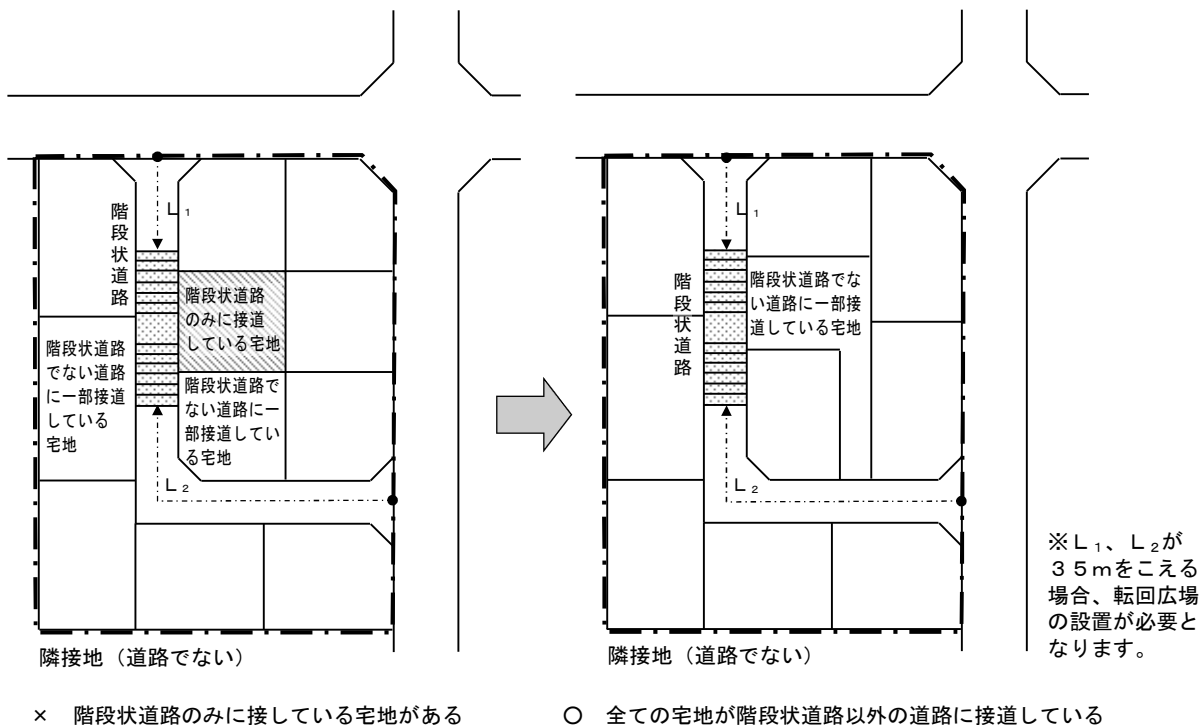 階段状道路
Ｌ₁
階段状道路
のみに接道
している宅地
階段状道路
でない道路
に一部接道
している
宅地
階段状道路で
ない道路に一
部接道してい
る宅地
Ｌ₂
隣接地（道路でない）
×　階段状道路のみに接している宅地がある
Ｌ₁
階段状道路
階段状道路でな
い道路に一部接
道している宅地
Ｌ₂
隣接地（道路でない）
○　全ての宅地が階段状道路以外の道路に接道している
※Ｌ₁、Ｌ₂が
３５ｍをこえる
場合、転回広場
の設置が必要と
なります。